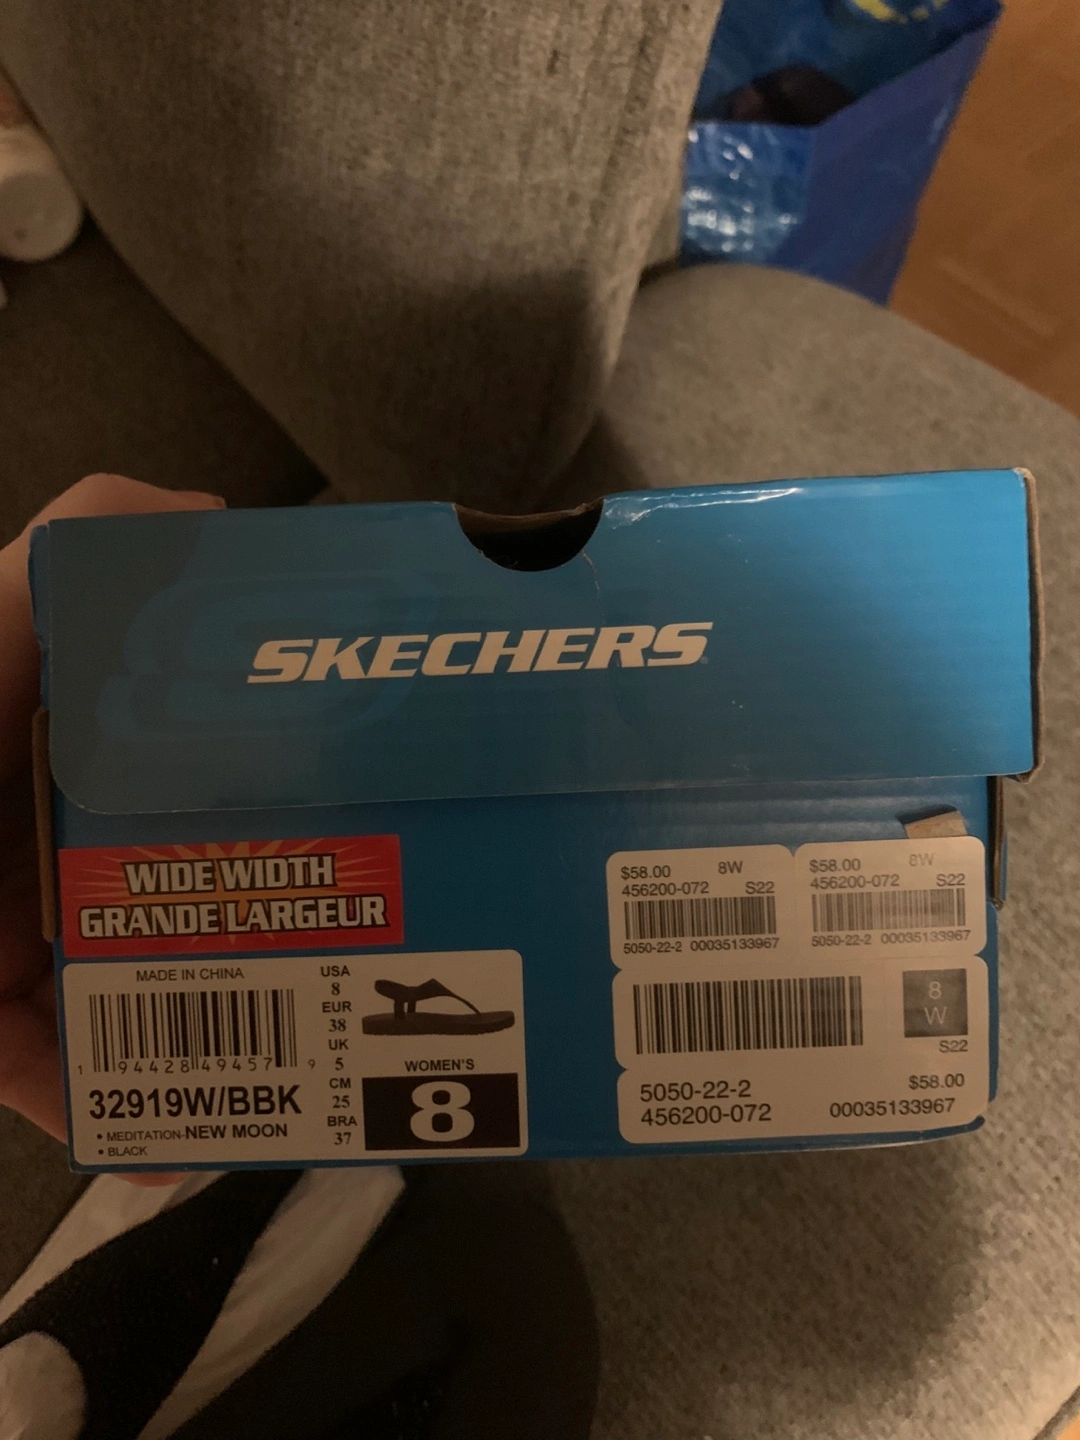 SKECHERS
WIDE WIDTH
GRANDE LARGEUR
MADE IN CHINA
1 94428 49457 9
32919W/BBK
• MEDITATION-NEW MOON
• BLACK
USA
8
EUR
38
UK
5
CM
25
BRA
37
WOMEN'S
8
$58.00 8W
456200-072 S22
5050-22-2 00035133967
$58.00 8W
456200-072 S22
5050-22-2 00035133967
8
W
S22
5050-22-2 $58.00
456200-072 00035133967